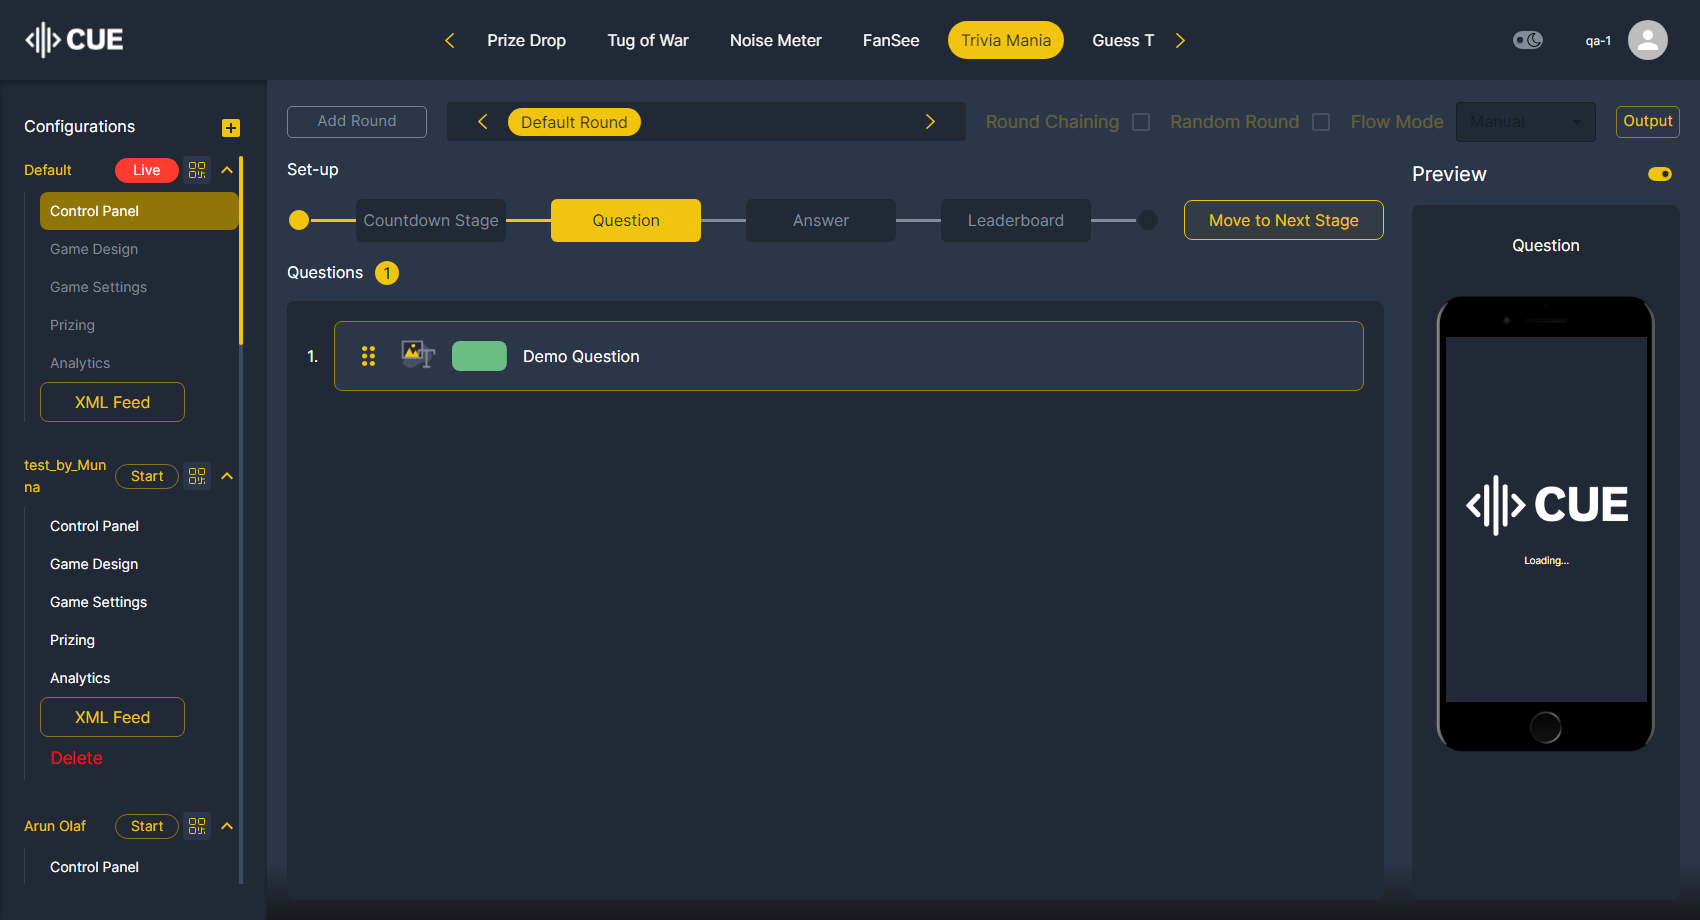 CUE
Prize Drop
Tug of War
Noise Meter
FanSee
Trivia Mania
Guess T
qa-1
Configurations
Default
Live
Control Panel
Game Design
Game Settings
Prizing
Analytics
XML Feed
test_by_Mun
na
Start
Control Panel
Game Design
Game Settings
Prizing
Analytics
XML Feed
Delete
Arun Olaf
Start
Control Panel
Add Round
Default Round
Round Chaining
Random Round
Flow Mode
Manual
Output
Set-up
Countdown Stage
Question
Answer
Leaderboard
Move to Next Stage
Questions 1
1.
T
Demo Question
Preview
Question
CUE
Loading...